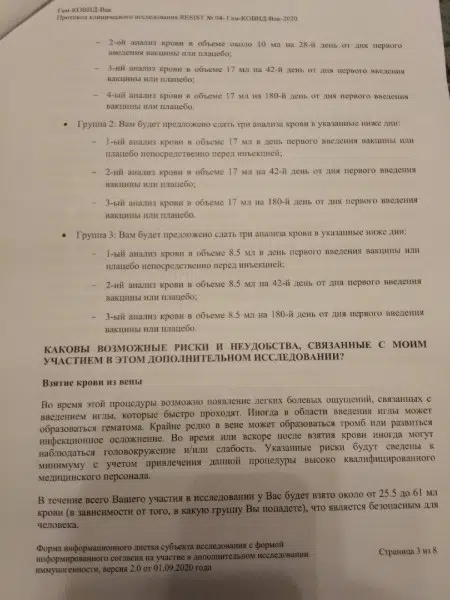 Гам-КОВИД-Вак
Протокол клинического исследования RESIST № 04- Гам-КОВИД-Вак-2020
– 2-ой анализ крови в объеме около 10 мл на 28-й день от дня первого
введения вакцины или плацебо;
– 3-ий анализ крови в объеме 17 мл на 42-й день от дня первого введения
вакцины или плацебо;
– 4-ый анализ крови в объеме 17 мл на 180-й день от дня первого введения
вакцины или плацебо.
• Группа 2: Вам будет предложено сдать три анализа крови в указанные ниже дни:
– 1-ый анализ крови в объеме 17 мл в день первого введения вакцины или
плацебо непосредственно перед инъекцией;
– 2-ий анализ крови в объеме 17 мл на 42-й день от дня первого введения
вакцины или плацебо;
– 3-ый анализ крови в объеме 17 мл на 180-й день от дня первого введения
вакцины или плацебо.
• Группа 3: Вам будет предложено сдать три анализа крови в указанные ниже дни:
– 1-ый анализ крови в объеме 8.5 мл в день первого введения вакцины или
плацебо непосредственно перед инъекцией;
– 2-ий анализ крови в объеме 8.5 мл на 42-й день от дня первого введения
вакцины или плацебо;
– 3-ый анализ крови в объеме 8.5 мл на 180-й день от дня первого введения
вакцины или плацебо.
КАКОВЫ ВОЗМОЖНЫЕ РИСКИ И НЕУДОБСТВА, СВЯЗАННЫЕ С МОИМ
УЧАСТИЕМ В ЭТОМ ДОПОЛНИТЕЛЬНОМ ИССЛЕДОВАНИИ?
Взятие крови из вены
Во время этой процедуры возможно появление легких болевых ощущений, связанных с
введением иглы, которые быстро проходят. Иногда в области введения иглы может
образоваться гематома. Крайне редко в вене может образоваться тромб или развиться
инфекционное осложнение. Во время или вскоре после взятия крови иногда могут
наблюдаться головокружение и/или слабость. Указанные риски будут сведены к
минимуму с учетом привлечения данной процедуры высоко квалифицированного
медицинского персонала.
В течение всего Вашего участия в исследовании у Вас будет взято около от 25.5 до 61 мл
крови (в зависимости от того, в какую группу Вы попадете), что является безопасным для
человека.
Форма информационного листка субъекта исследования с формой
информированного согласия на участие в дополнительном исследовании
иммуногенности, версия 2.0 от 01.09.2020 года
Страница 3 из 8